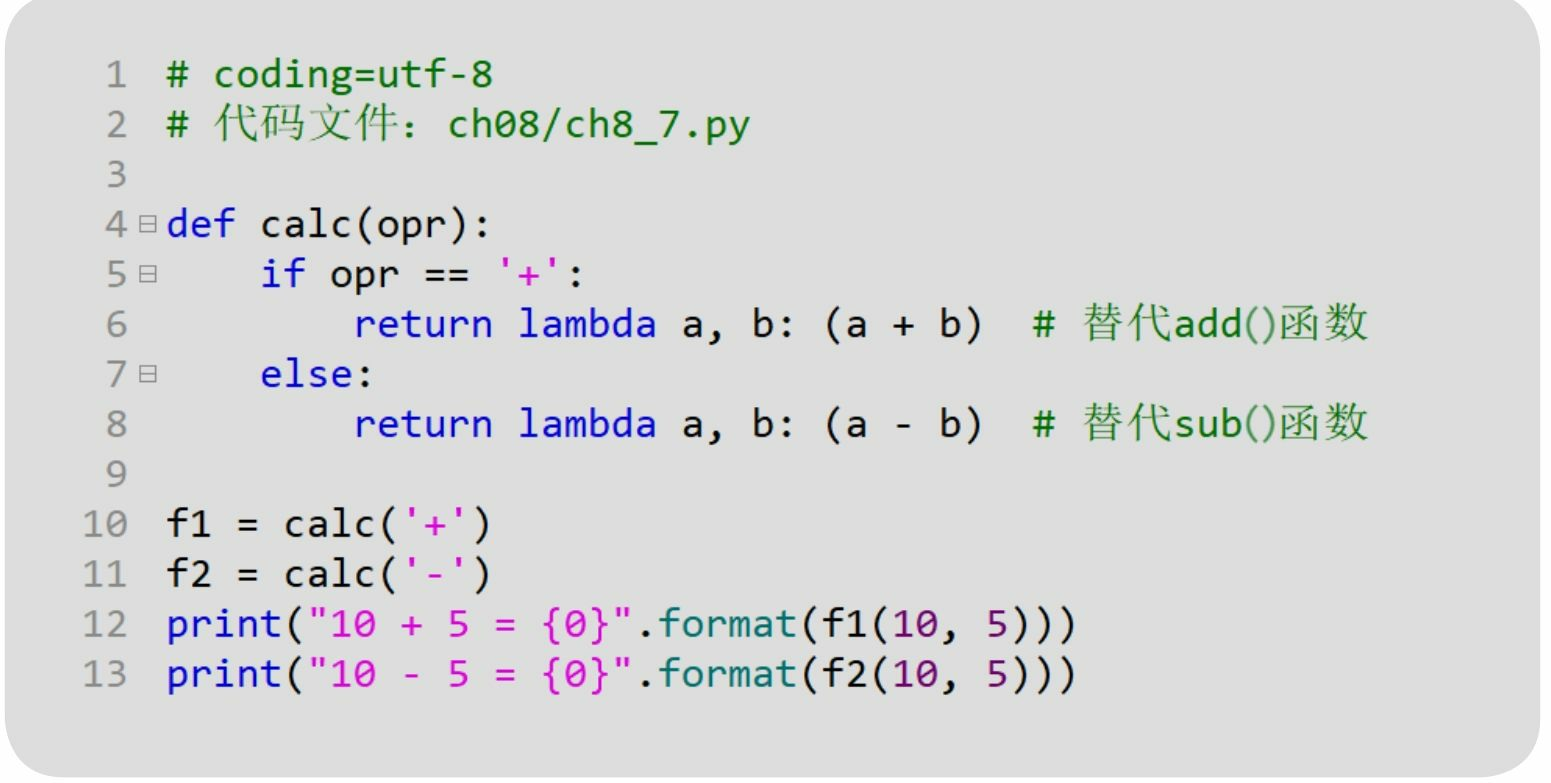 1 # coding=utf-8
2 # 代码文件：ch08/ch8_7.py
3
4 def calc(opr):
5     if opr == '+':
6         return lambda a, b: (a + b)  # 替代add()函数
7     else:
8         return lambda a, b: (a - b)  # 替代sub()函数
9
10 f1 = calc('+')
11 f2 = calc('-')
12 print("10 + 5 = {0}".format(f1(10, 5)))
13 print("10 - 5 = {0}".format(f2(10, 5)))